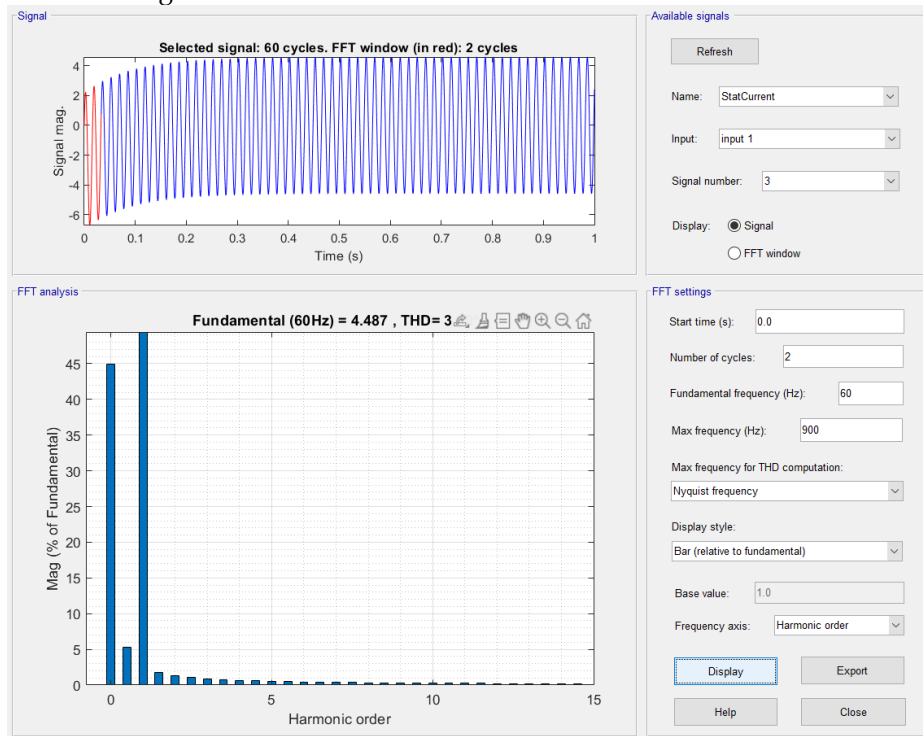 Signal
Selected signal: 60 cycles. FFT window (in red): 2 cycles
4
2
0
-2
-4
-6
Signal mag.
0 0.1 0.2 0.3 0.4 0.5 0.6 0.7 0.8 0.9 1
Time (s)
Available signals
Refresh
Name: StatCurrent
Input: input 1
Signal number: 3
Display: Signal
FFT window
FFT analysis
Fundamental (60Hz) = 4.487 , THD= 3
45
40
35
30
25
20
15
10
5
0
Mag (% of Fundamental)
0 5 10 15
Harmonic order
FFT settings
Start time (s): 0.0
Number of cycles: 2
Fundamental frequency (Hz): 60
Max frequency (Hz): 900
Max frequency for THD computation:
Nyquist frequency
Display style:
Bar (relative to fundamental)
Base value: 1.0
Frequency axis: Harmonic order
Display Export
Help Close